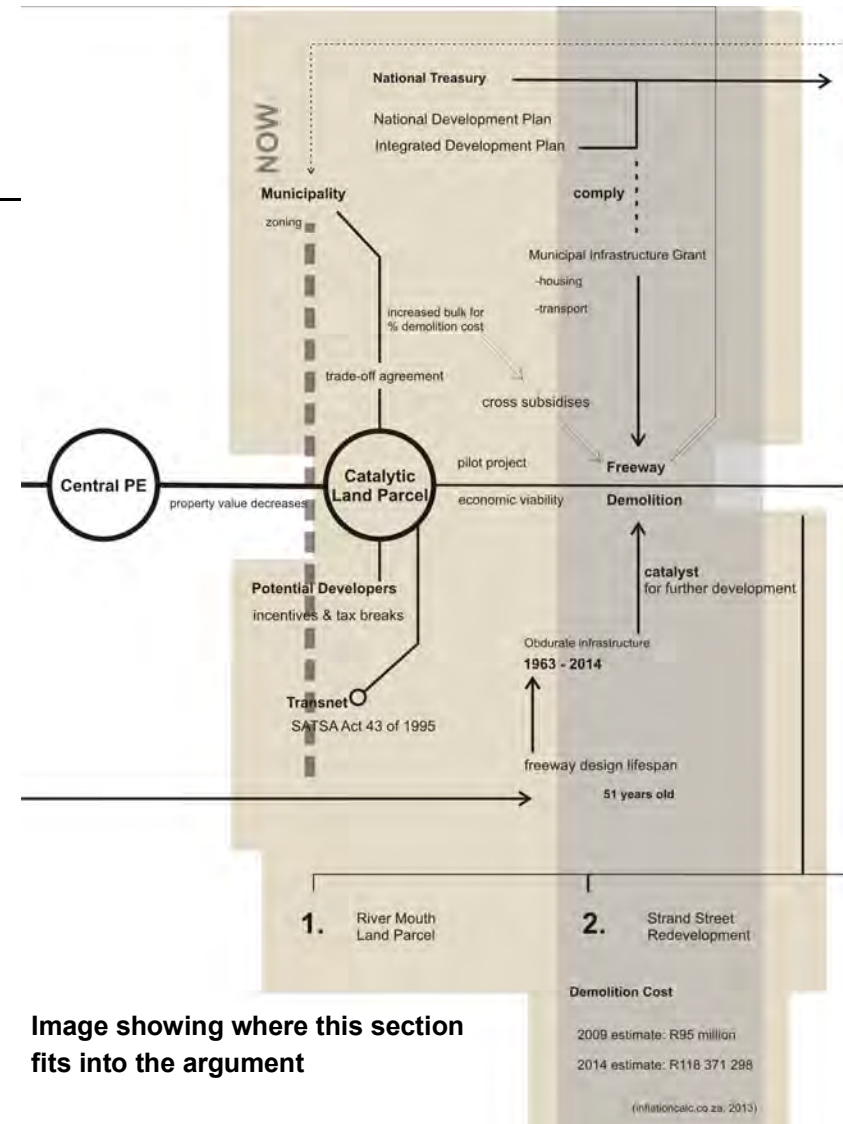 National Treasury
NOW
National Development Plan
Integrated Development Plan
Municipality
comply
zoning
Municipal Infrastructure Grant
-housing
-transport
increased bulk for
% demolition cost
trade-off agreement
cross subsidises
Central PE
property value decreases
Catalytic
Land Parcel
pilot project
economic viability
Freeway
Demolition
catalyst
for further development
Potential Developers
incentives & tax breaks
Obdurate infrastructure
1963 - 2014
Transnet
SATSA Act 43 of 1995
freeway design lifespan
51 years old
1.
River Mouth
Land Parcel
2.
Strand Street
Redevelopment
Demolition Cost
2009 estimate: R95 million
2014 estimate: R118 371 298
(inflationcalc.co.za, 2013)
Image showing where this section
fits into the argument